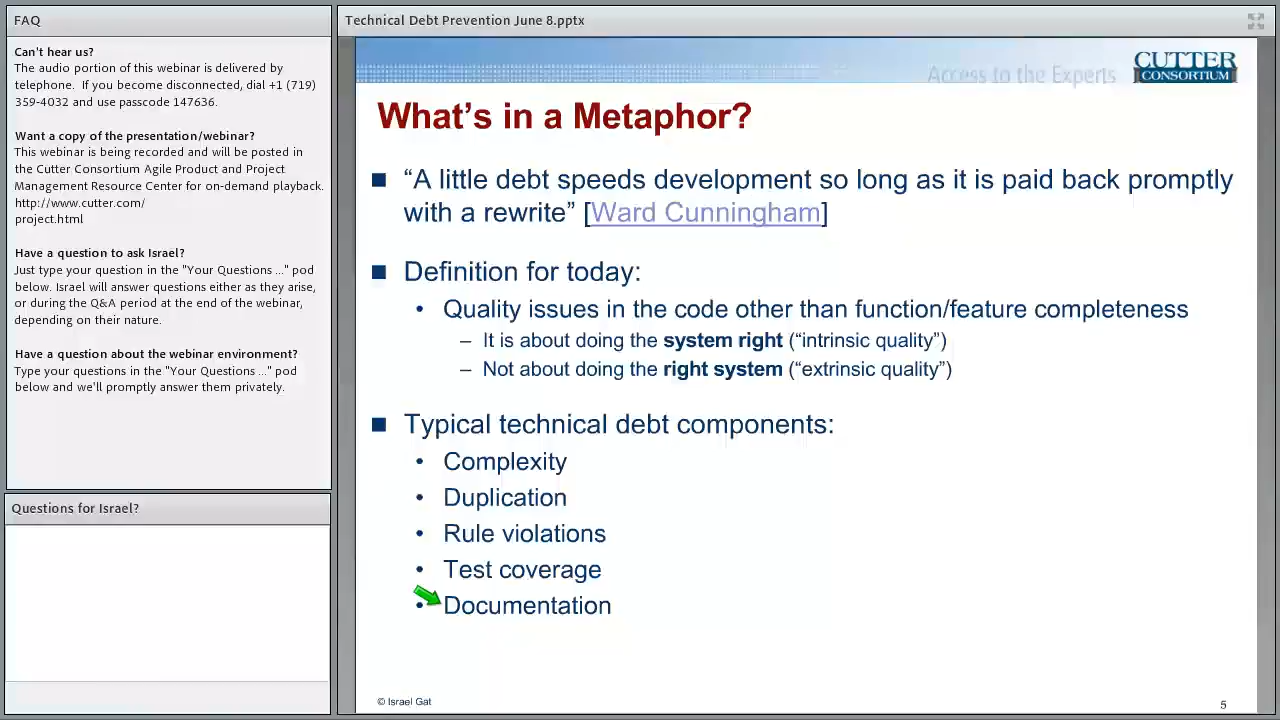 FAQ
Can't hear us?
The audio portion of this webinar is delivered by
telephone. If you become disconnected, dial +1 (719)
359-4032 and use passcode 147636.
Want a copy of the presentation/webinar?
This webinar is being recorded and will be posted in
the Cutter Consortium Agile Product and Project
Management Resource Center for on-demand playback.
http://www.cutter.com/
project.html
Have a question to ask Israel?
Just type your question in the "Your Questions ..." pod
below. Israel will answer questions either as they arise,
or during the Q&A period at the end of the webinar,
depending on their nature.
Have a question about the webinar environment?
Type your questions in the "Your Questions ..." pod
below and we'll promptly answer them privately.
Questions for Israel?
Technical Debt Prevention June 8.pptx
Access to the Experts
CUTTER
CONSORTIUM
What's in a Metaphor?
■ “A little debt speeds development so long as it is paid back promptly
with a rewrite” [Ward Cunningham]
■ Definition for today:
• Quality issues in the code other than function/feature completeness
– It is about doing the system right (“intrinsic quality”)
– Not about doing the right system (“extrinsic quality”)
■ Typical technical debt components:
• Complexity
• Duplication
• Rule violations
• Test coverage
• Documentation
© Israel Gat
5